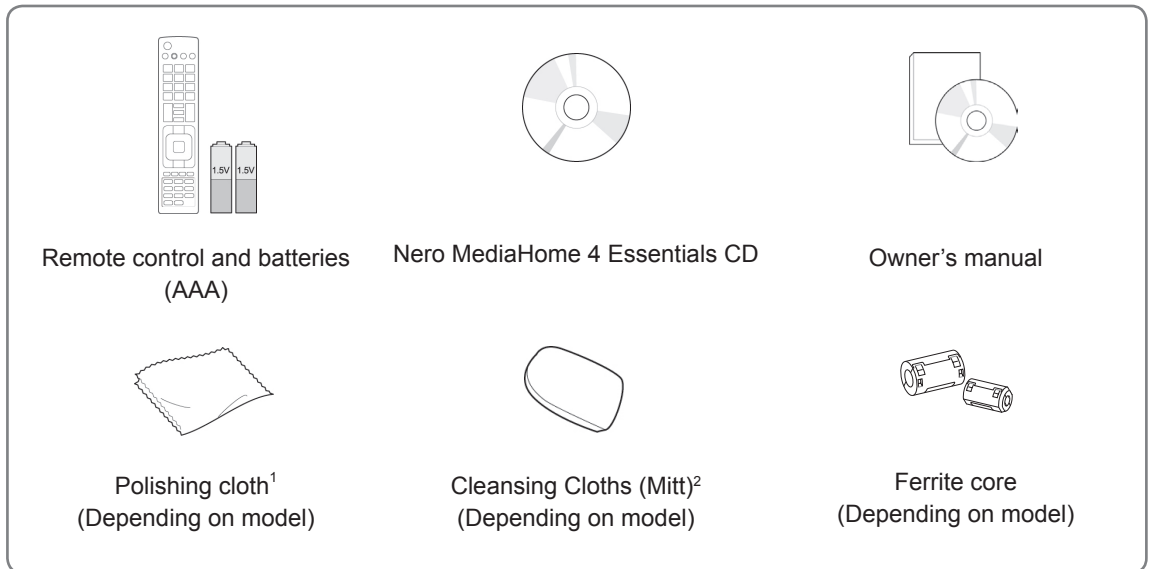 1.5V 1.5V
Remote control and batteries
(AAA)
Nero MediaHome 4 Essentials CD
Owner’s manual
Polishing cloth¹
(Depending on model)
Cleansing Cloths (Mitt)²
(Depending on model)
Ferrite core
(Depending on model)